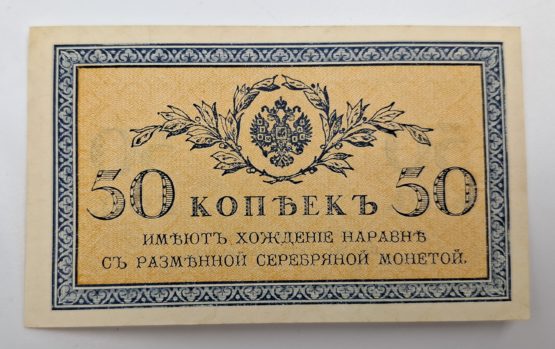 50 КОПѢЕКЪ 50
ИМѢЮТЪ ХОЖДЕНІЕ НАРАВНѢ
СЪ РАЗМѢННОЙ СЕРЕБРЯНОЙ МОНЕТОЙ.